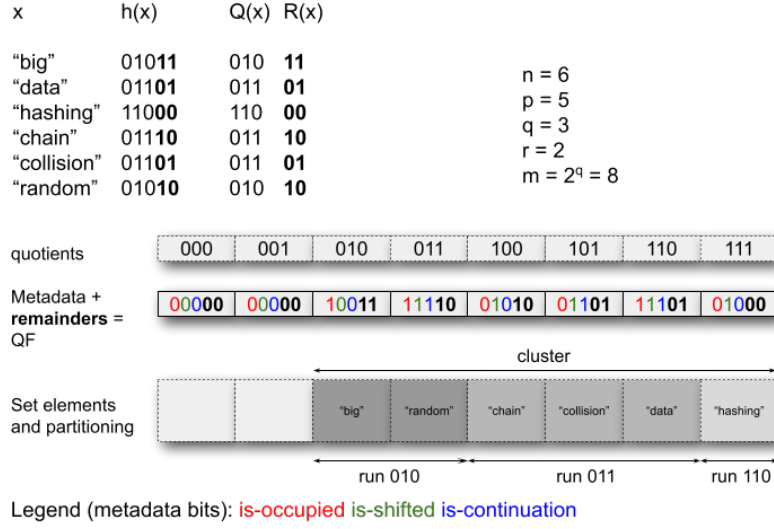 x h(x) Q(x) R(x)
“big” 01011 010 11
“data” 01101 011 01
“hashing” 11000 110 00
“chain” 01110 011 10
“collision” 01101 011 01
“random” 01010 010 10
n = 6
p = 5
q = 3
r = 2
m = 2^q = 8
quotients 000 001 010 011 100 101 110 111
Metadata +
remainders =
QF
00000 00000 10011 11110 01010 01101 11101 01000
cluster
Set elements
and partitioning
“big” “random” “chain” “collision” “data” “hashing”
run 010 run 011 run 110
Legend (metadata bits): is-occupied is-shifted is-continuation